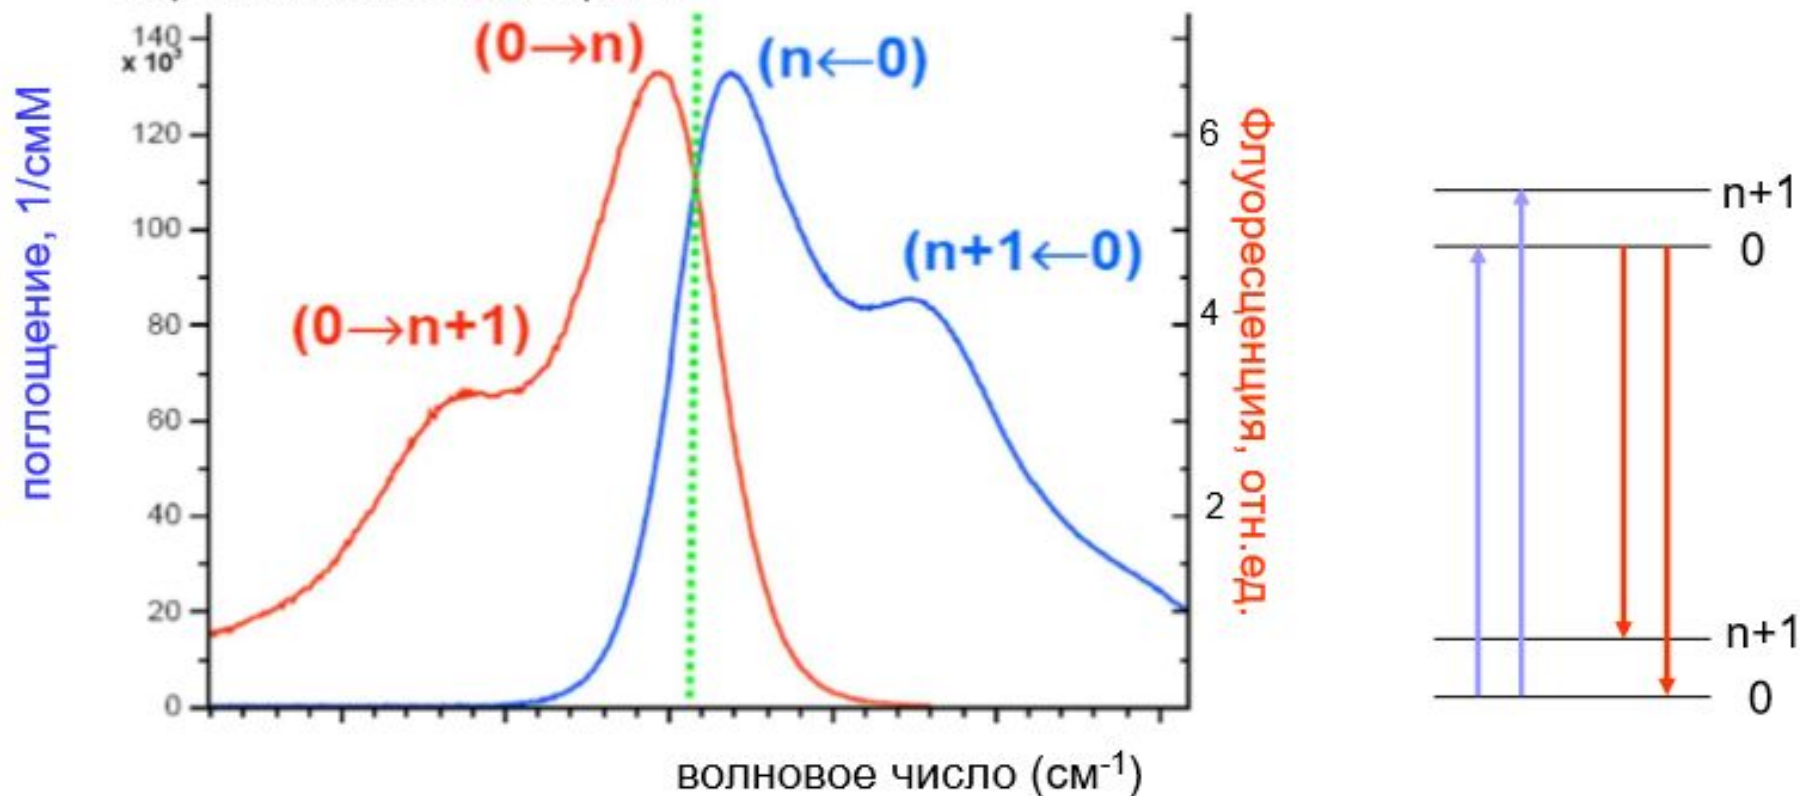 140
x 10³
120
100
80
60
40
20
0
поглощение, 1/смМ
(0→n)
(n←0)
(n+1←0)
(0→n+1)
6
4
2
Флуоресценция, отн.ед.
волновое число (см⁻¹)
n+1
0
n+1
0